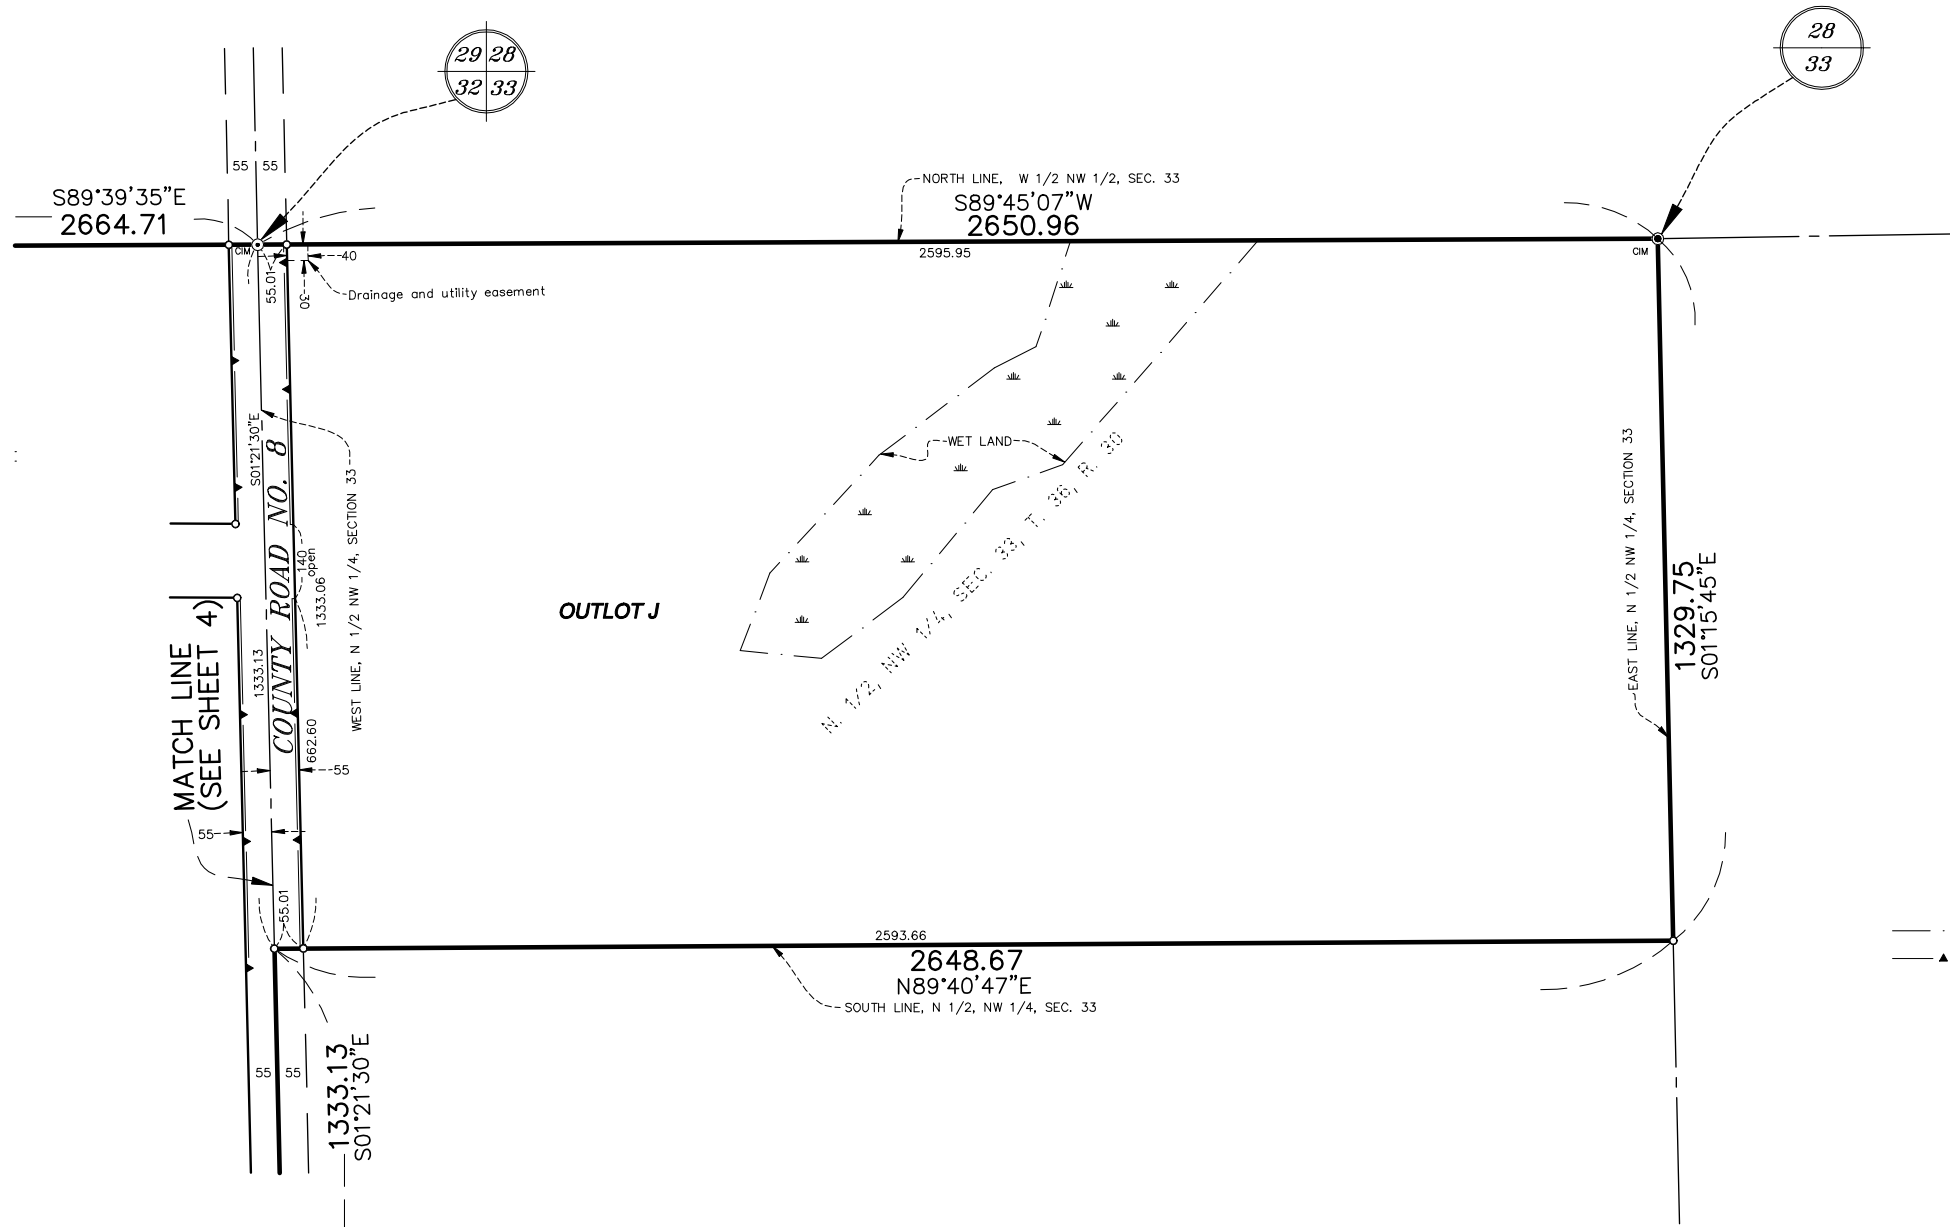 29 28
32 33
28
33
55 55
S89°39'35"E
2664.71
NORTH LINE, W 1/2 NW 1/2, SEC. 33
S89°45'07"W
2650.96
2595.95
CIM
CIM
40
30
55.01
Drainage and utility easement
S01°21'30"E
COUNTY ROAD NO. 8
WEST LINE, N 1/2 NW 1/4, SECTION 33
WET LAND
N. 1/2, NW 1/4, SEC. 33, T. 36, R. 30
EAST LINE, N 1/2 NW 1/4, SECTION 33
1329.75
S01°15'45"E
140
open
1333.06
OUTLOT J
1333.13
662.60
MATCH LINE
(SEE SHEET 4)
55
55
55.01
2593.66
2648.67
N89°40'47"E
SOUTH LINE, N 1/2, NW 1/4, SEC. 33
55 55
1333.13
S01°21'30"E